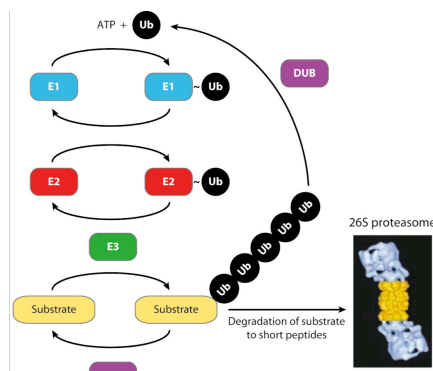 ATP + Ub
DUB
E1
E1 ~ Ub
E2
E2 ~ Ub
E3
Ub
Ub
Ub
Ub
Ub
26S proteasome
Substrate
Substrate
Degradation of substrate
to short peptides